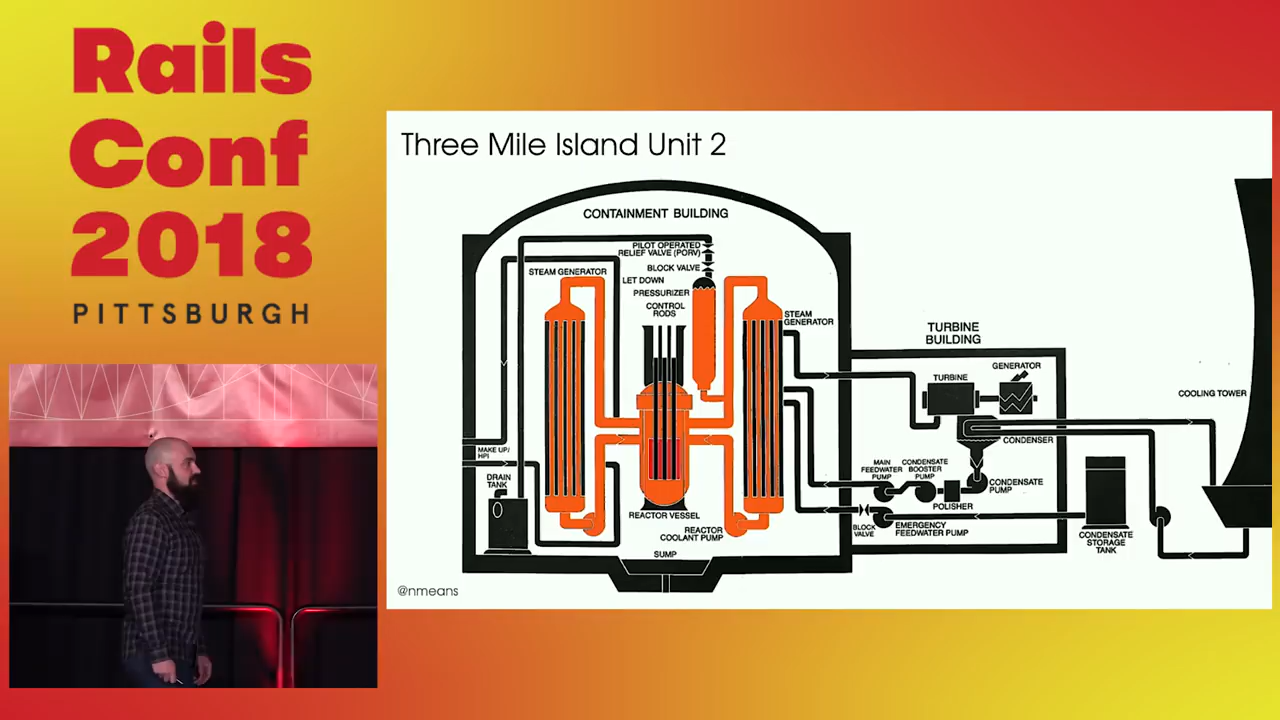 Rails
Conf
2018
PITTSBURGH
Three Mile Island Unit 2
CONTAINMENT BUILDING
PILOT OPERATED
RELIEF VALVE (PORV)
BLOCK VALVE
STEAM GENERATOR
LET DOWN
PRESSURIZER
CONTROL
RODS
STEAM
GENERATOR
TURBINE
BUILDING
GENERATOR
TURBINE
COOLING TOWER
CONDENSER
MAKE UP/
HPI
MAIN
FEEDWATER
PUMP
CONDENSATE
BOOSTER
PUMP
DRAIN
TANK
CONDENSATE
PUMP
POLISHER
REACTOR VESSEL
REACTOR
COOLANT PUMP
BLOCK
VALVE
EMERGENCY
FEEDWATER PUMP
CONDENSATE
STORAGE
TANK
SUMP
@nmeans